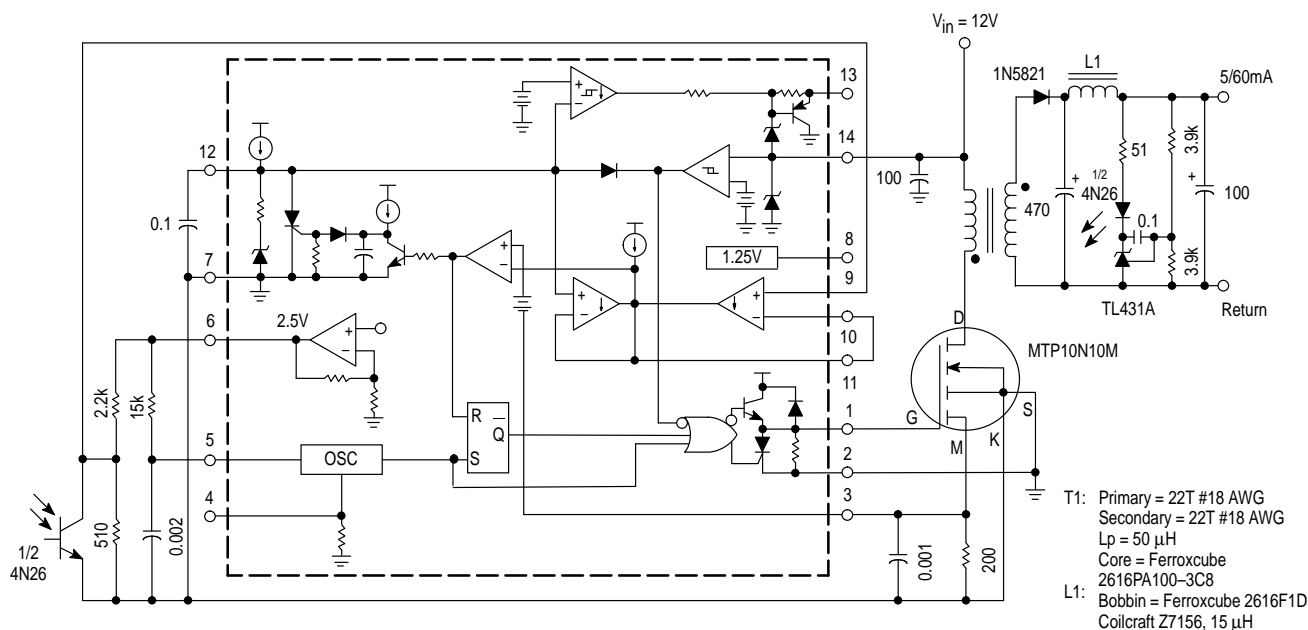 Vin = 12V
L1
1N5821
5/60mA
13
14
12
100
51
3.9k
+ 1/2
4N26
+
100
470
0.1
0.1
3.9k
7
8
1.25V
9
TL431A
Return
6
2.5V
10
D
MTP10N10M
11
2.2k
15k
R
Q
S
1
G
S
M
K
5
OSC
2
4
3
510
0.002
0.001
200
1/2
4N26
T1: Primary = 22T #18 AWG
Secondary = 22T #18 AWG
Lp = 50 μH
Core = Ferroxcube
2616PA100–3C8
L1: Bobbin = Ferroxcube 2616F1D
Coilcraft Z7156, 15 μH